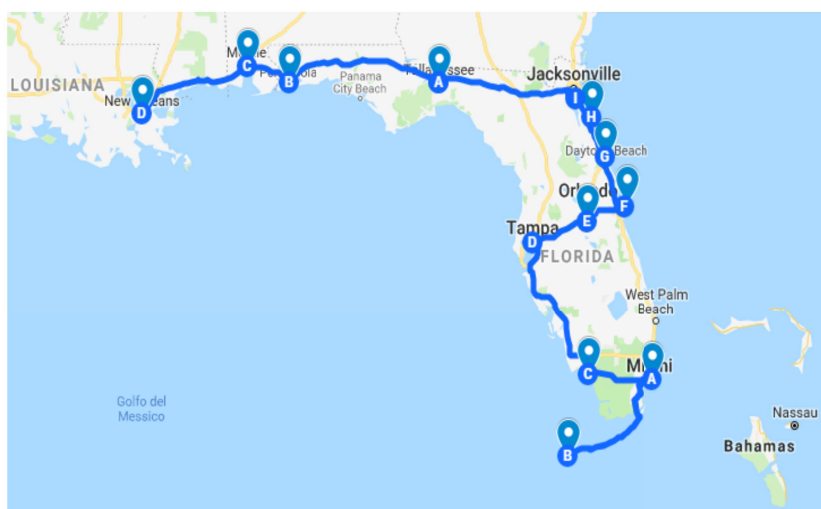 LOUISIANA
New Orleans
D
Mobile
C
Pensacola
B
Panama
City Beach
Tallahassee
A
Jacksonville
I
H
Daytona Beach
G
Orlando
F
E
Tampa
D
FLORIDA
West Palm
Beach
C
Miami
A
B
Golfo del
Messico
Nassau
Bahamas